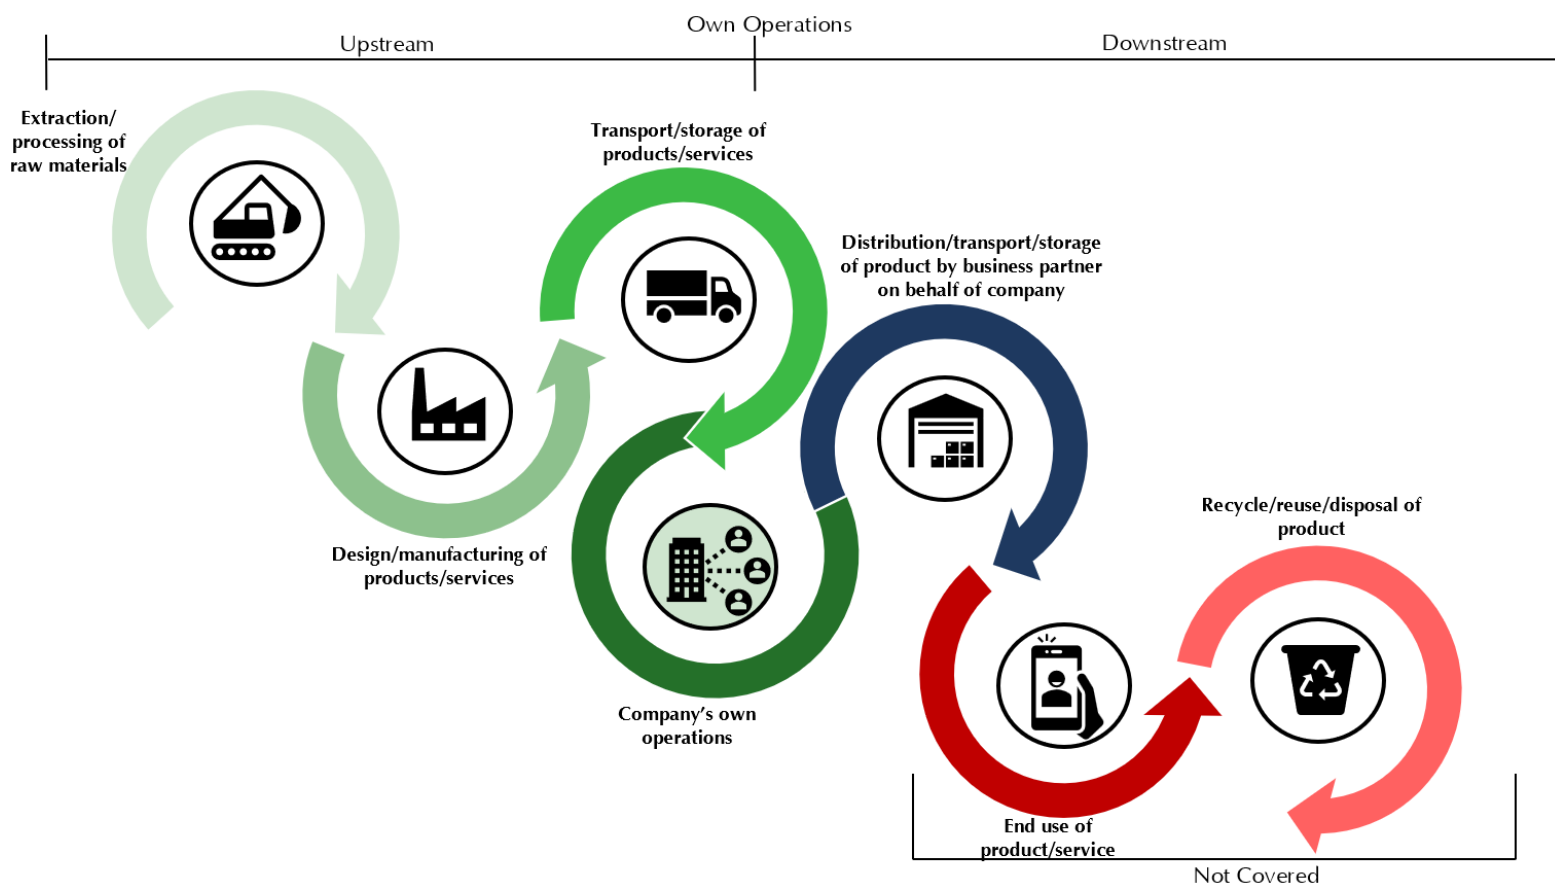 Own Operations
Upstream
Downstream
Extraction/
processing of
raw materials
Transport/storage of
products/services
Distribution/transport/storage
of product by business partner
on behalf of company
Design/manufacturing of
products/services
Company’s own
operations
Recycle/reuse/disposal of
product
End use of
product/service
Not Covered